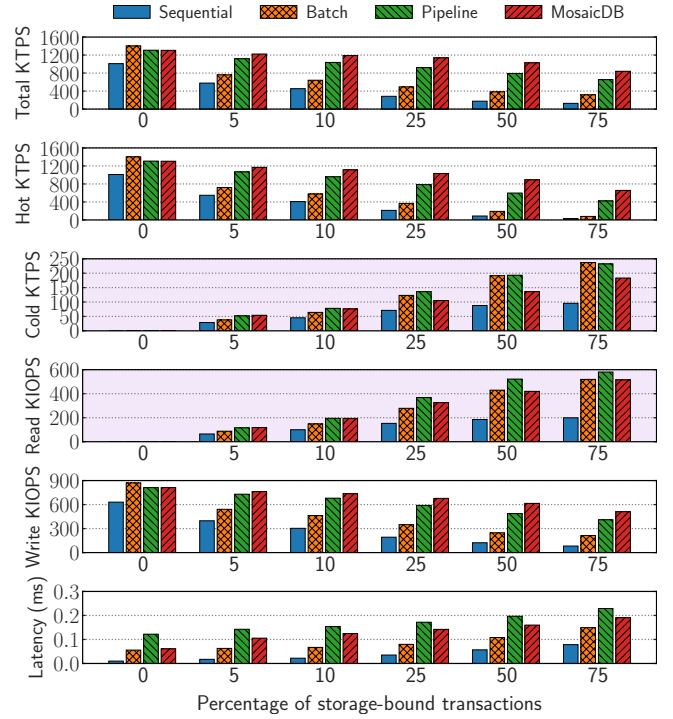 Sequential Batch Pipeline MosaicDB
Total KTPS
1600
1200
800
400
0
0 5 10 25 50 75
Hot KTPS
1600
1200
800
400
0
0 5 10 25 50 75
Cold KTPS
250
200
150
100
50
0
0 5 10 25 50 75
Read KIOPS
600
400
200
0
0 5 10 25 50 75
Write KIOPS
900
600
300
0
0 5 10 25 50 75
Latency (ms)
0.3
0.2
0.1
0.0
0 5 10 25 50 75
Percentage of storage-bound transactions